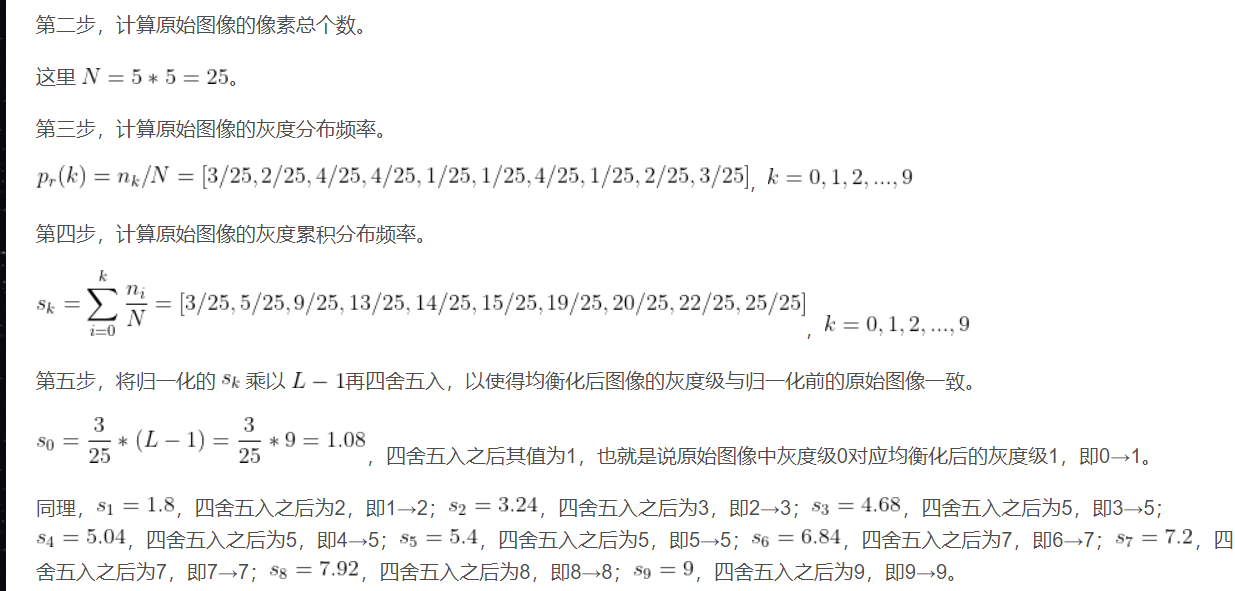 第二步，计算原始图像的像素总个数。
这里 N = 5 * 5 = 25。
第三步，计算原始图像的灰度分布频率。
p_r(k) = n_k/N = [3/25, 2/25, 4/25, 4/25, 1/25, 1/25, 4/25, 1/25, 2/25, 3/25]，k = 0, 1, 2, ..., 9
第四步，计算原始图像的灰度累积分布频率。
s_k = \sum_{i=0}^{k} \frac{n_i}{N} = [3/25, 5/25, 9/25, 13/25, 14/25, 15/25, 19/25, 20/25, 22/25, 25/25]，k = 0, 1, 2, ..., 9
第五步，将归一化的 s_k 乘以 L − 1再四舍五入，以使得均衡化后图像的灰度级与归一化前的原始图像一致。
s_0 = \frac{3}{25} * (L − 1) = \frac{3}{25} * 9 = 1.08，四舍五入之后其值为1，也就是说原始图像中灰度级0对应均衡化后的灰度级1，即0→1。
同理，s_1 = 1.8，四舍五入之后为2，即1→2；s_2 = 3.24，四舍五入之后为3，即2→3；s_3 = 4.68，四舍五入之后为5，即3→5；
s_4 = 5.04，四舍五入之后为5，即4→5；s_5 = 5.4，四舍五入之后为5，即5→5；s_6 = 6.84，四舍五入之后为7，即6→7；s_7 = 7.2，四
舍五入之后为7，即7→7；s_8 = 7.92，四舍五入之后为8，即8→8；s_9 = 9，四舍五入之后为9，即9→9。